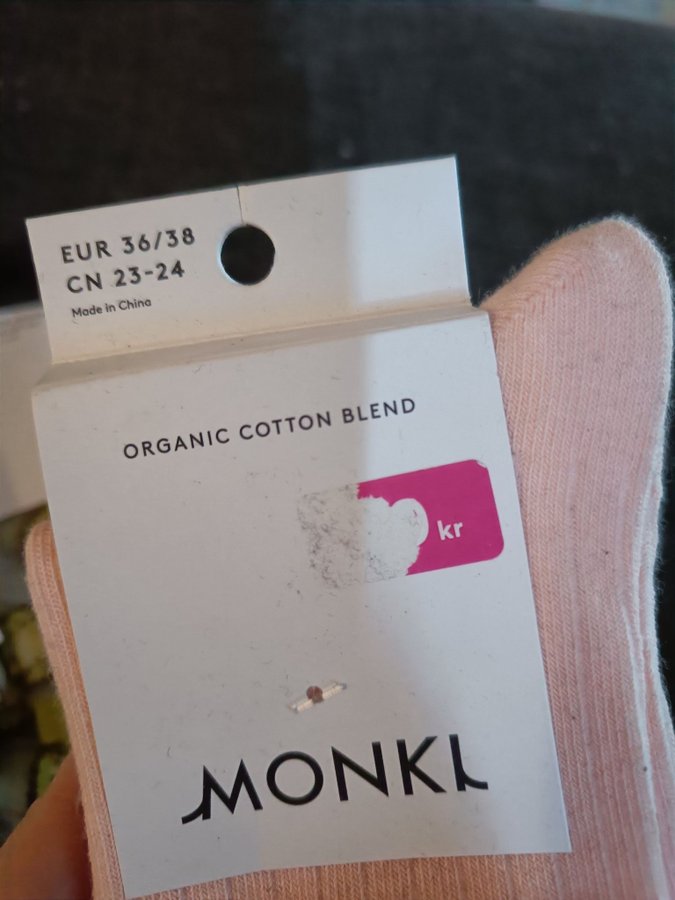 EUR 36/38
CN 23-24
Made in China
ORGANIC COTTON BLEND
kr
MONKI